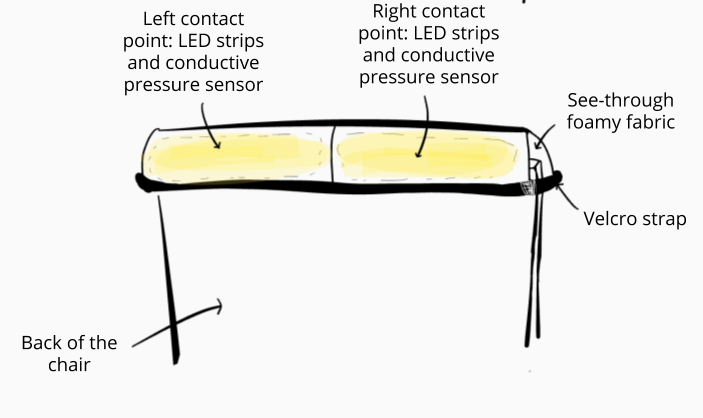 Left contact
point: LED strips
and conductive
pressure sensor
Right contact
point: LED strips
and conductive
pressure sensor
See-through
foamy fabric
Velcro strap
Back of the
chair